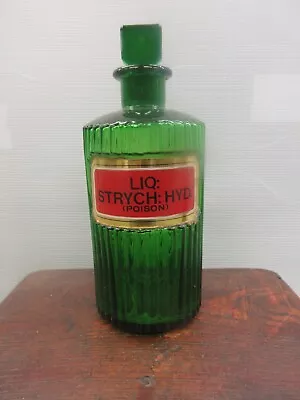 LIQ:
STRYCH: HYD.
(POISON)